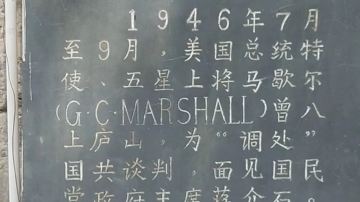 1946年7月
至9月，美国总统特
使、五星上将马歇尔
(G·C·MARSHALL)曾八
上庐山，为“调处”
国共谈判，面见国民
党政府主席蒋介石。